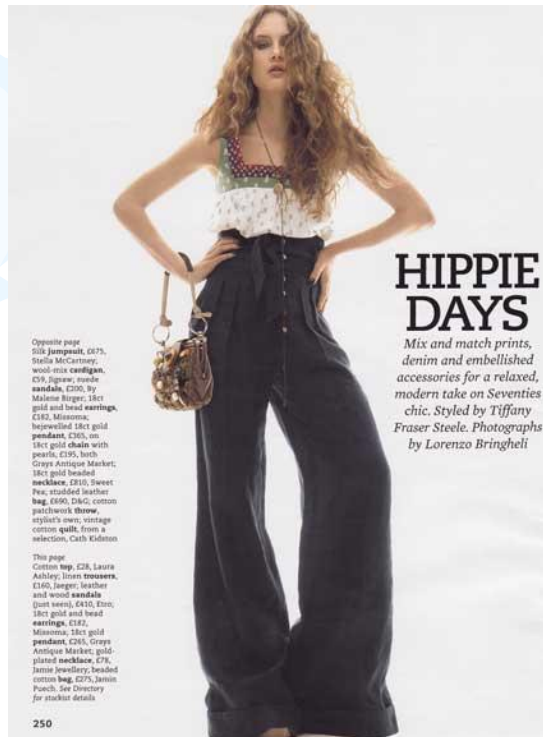 HIPPIE
DAYS
Mix and match prints,
denim and embellished
accessories for a relaxed,
modern take on Seventies
chic. Styled by Tiffany
Fraser Steele. Photographs
by Lorenzo Bringheli
Opposite page
Silk jumpsuit, £675,
Stella McCartney;
wool-mix cardigan,
£59, Jigsaw; suede
sandals, £200, By
Malene Birger; 18ct
gold and bead earrings,
£182, Missoma;
bejewelled 18ct gold
pendant, £365, on
18ct gold chain with
pearls, £195, both
Grays Antique Market;
18ct gold beaded
necklace, £810, Sweet
Pea; studded leather
bag, £690, D&G; cotton
patchwork throw,
stylist's own; vintage
cotton quilt, from a
selection, Cath Kidston
This page
Cotton top, £28, Laura
Ashley; linen trousers,
£160, Jaeger; leather
and wood sandals
(just seen), £410, Etro;
18ct gold and bead
earrings, £182,
Missoma; 18ct gold
pendant, £265, Grays
Antique Market; gold-
plated necklace, £78,
Jamie Jewellery; beaded
cotton bag, £275, Jamin
Puech. See Directory
for stockist details
250